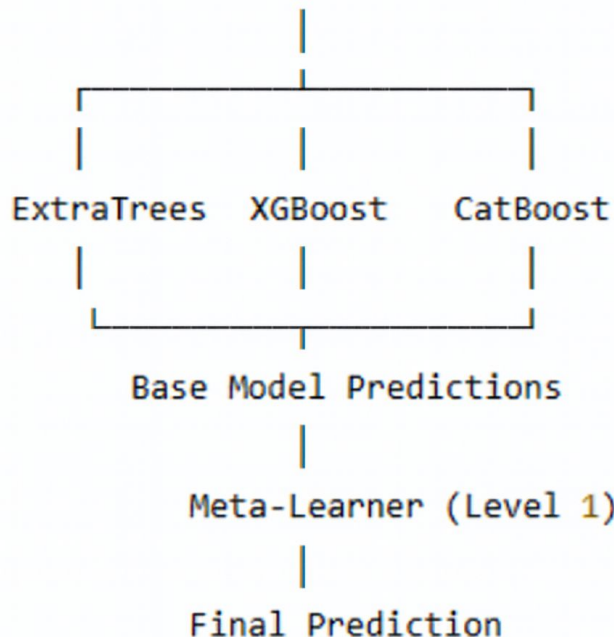 ExtraTrees XGBoost CatBoost
Base Model Predictions
Meta-Learner (Level 1)
Final Prediction